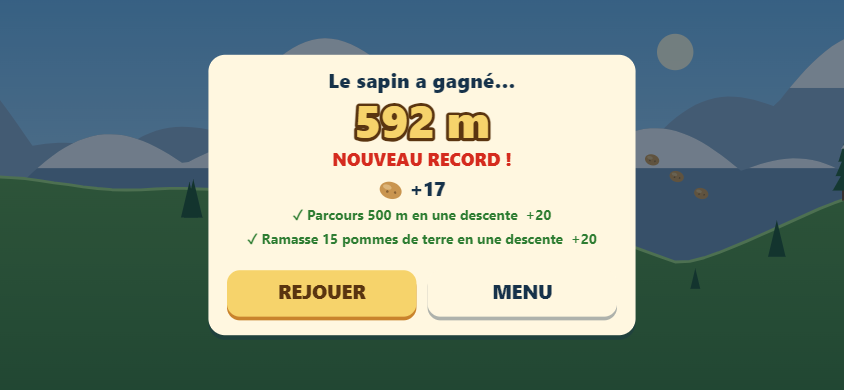 Le sapin a gagné...
592 m
NOUVEAU RECORD !
+17
✓ Parcours 500 m en une descente +20
✓ Ramasse 15 pommes de terre en une descente +20
REJOUER
MENU